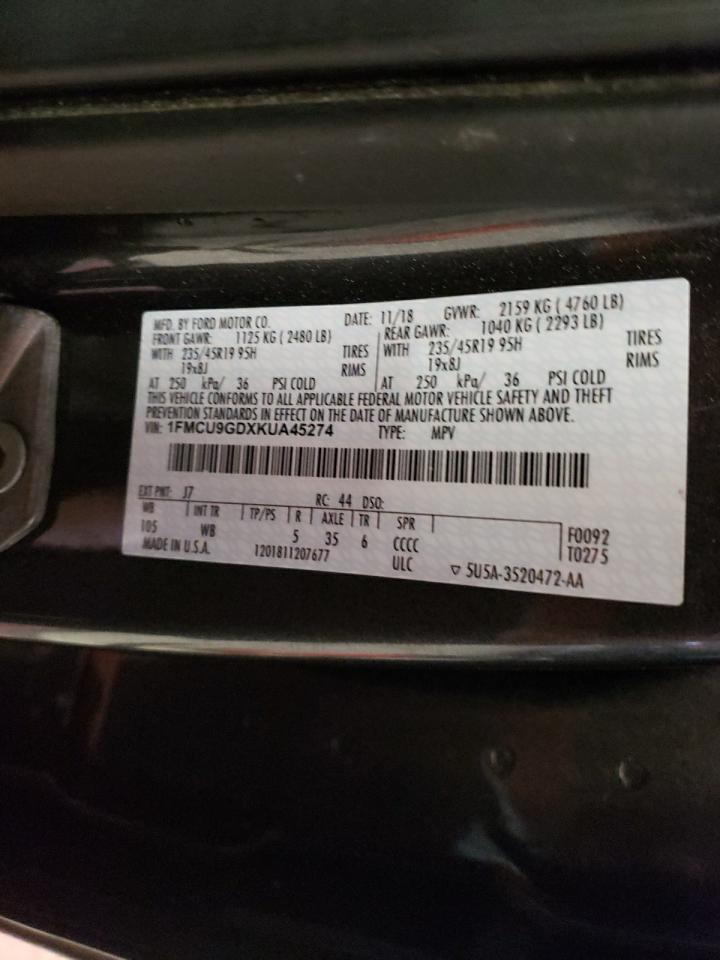 MFD. BY FORD MOTOR CO. DATE: 11/18 GVWR: 2159 KG ( 4760 LB)
FRONT GAWR: 1125 KG ( 2480 LB) REAR GAWR: 1040 KG ( 2293 LB)
WITH 235/45R19 95H TIRES WITH 235/45R19 95H TIRES
19x8J RIMS 19x8J RIMS
AT 250 kPa/ 36 PSI COLD AT 250 kPa/ 36 PSI COLD
THIS VEHICLE CONFORMS TO ALL APPLICABLE FEDERAL MOTOR VEHICLE SAFETY AND THEFT
PREVENTION STANDARDS IN EFFECT ON THE DATE OF MANUFACTURE SHOWN ABOVE.
VIN: 1FMCU9GDXKUA45274 TYPE: MPV
EXT PNT: J7 RC: 44 DSO:
WB INT TR TP/PS R AXLE TR SPR
105 WB 5 35 6 CCCC F0092
MADE IN U.S.A. 1201811207677 ULC T0275
▽ 5U5A-3520472-AA